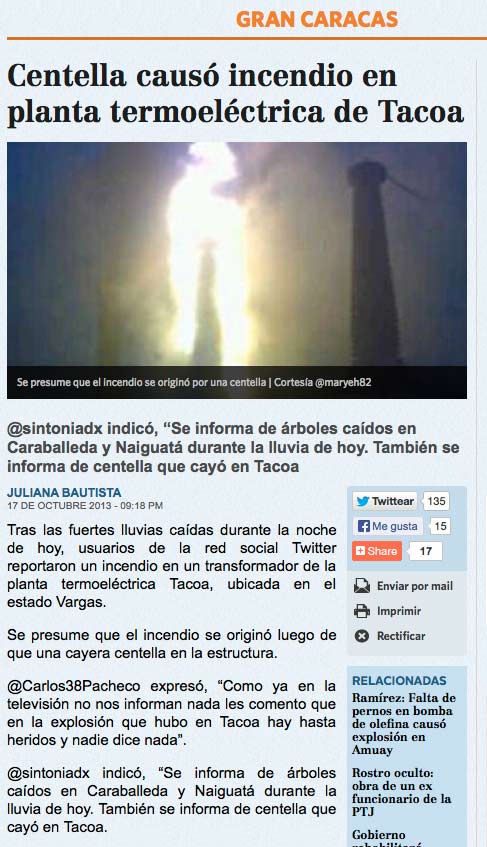 GRAN CARACAS
Centella causó incendio en
planta termoeléctrica de Tacoa
Se presume que el incendio se originó por una centella | Cortesía @maryeh82
@sintoniadx indicó, “Se informa de árboles caídos en
Caraballeda y Naiguatá durante la lluvia de hoy. También se
informa de centella que cayó en Tacoa
JULIANA BAUTISTA
17 DE OCTUBRE 2013 - 09:18 PM
Tras las fuertes lluvias caídas durante la noche
de hoy, usuarios de la red social Twitter
reportaron un incendio en un transformador de la
planta termoeléctrica Tacoa, ubicada en el
estado Vargas.
Se presume que el incendio se originó luego de
que una cayera centella en la estructura.
@Carlos38Pacheco expresó, “Como ya en la
televisión no nos informan nada les comento que
en la explosión que hubo en Tacoa hay hasta
heridos y nadie dice nada”.
@sintoniadx indicó, “Se informa de árboles
caídos en Caraballeda y Naiguatá durante la
lluvia de hoy. También se informa de centella que
cayó en Tacoa.
Twittear 135
Me gusta 15
Share 17
Enviar por mail
Imprimir
Rectificar
RELACIONADAS
Ramírez: Falta de
pernos en bomba
de olefina causó
explosión en
Amuay
Rostro oculto:
obra de un ex
funcionario de la
PTJ
Gobierno